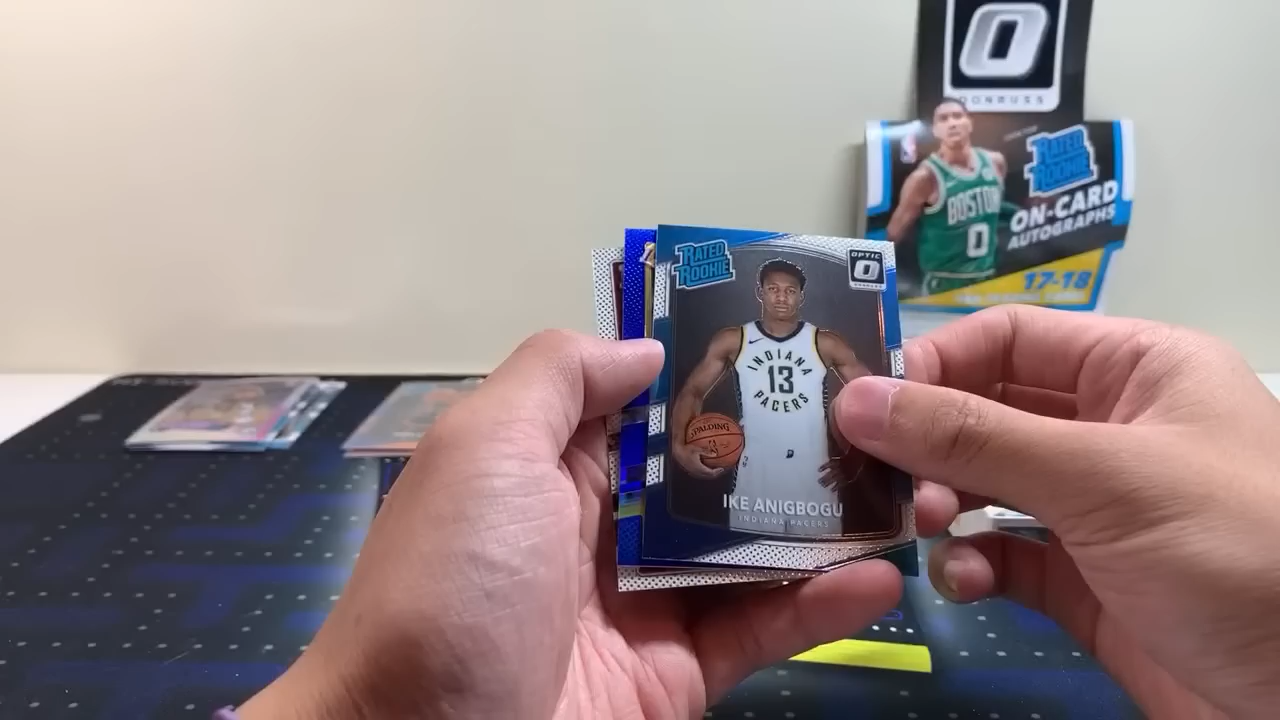 DONRUSS
RATED
ROOKIE
ON-CARD
AUTOGRAPHS
BOSTON
0
17-18
RATED
ROOKIE
OPTIC
DONRUSS
INDIANA
13
PACERS
SPALDING
IKE ANIGBOGU
INDIANA PACERS